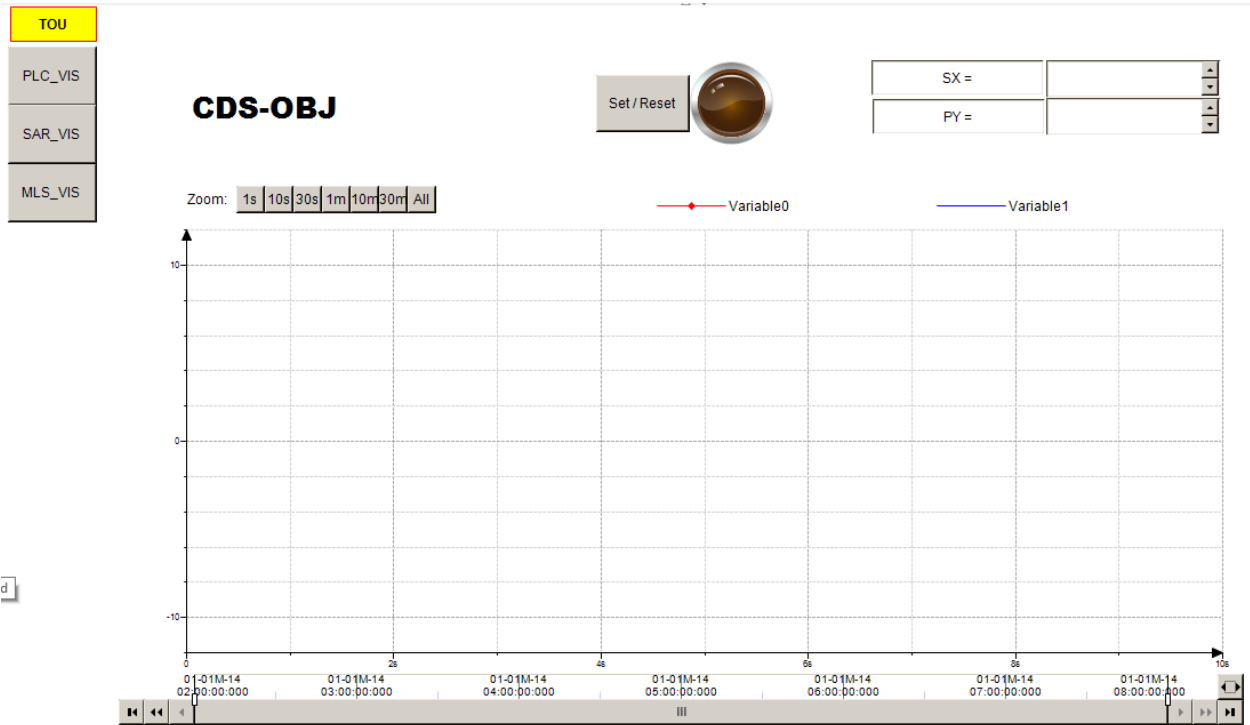 TOU
PLC_VIS
SAR_VIS
MLS_VIS
CDS-OBJ
Set / Reset
SX =
PY =
Zoom: 1s 10s 30s 1m 10m 30m All
Variable0 Variable1
10
0
-10
0 2s 4s 6s 8s 10s
01-01M-14 01-01M-14 01-01M-14 01-01M-14 01-01M-14 01-01M-14 01-01M-14
02:00:00:000 03:00:00:000 04:00:00:000 05:00:00:000 06:00:00:000 07:00:00:000 08:00:00:000
d